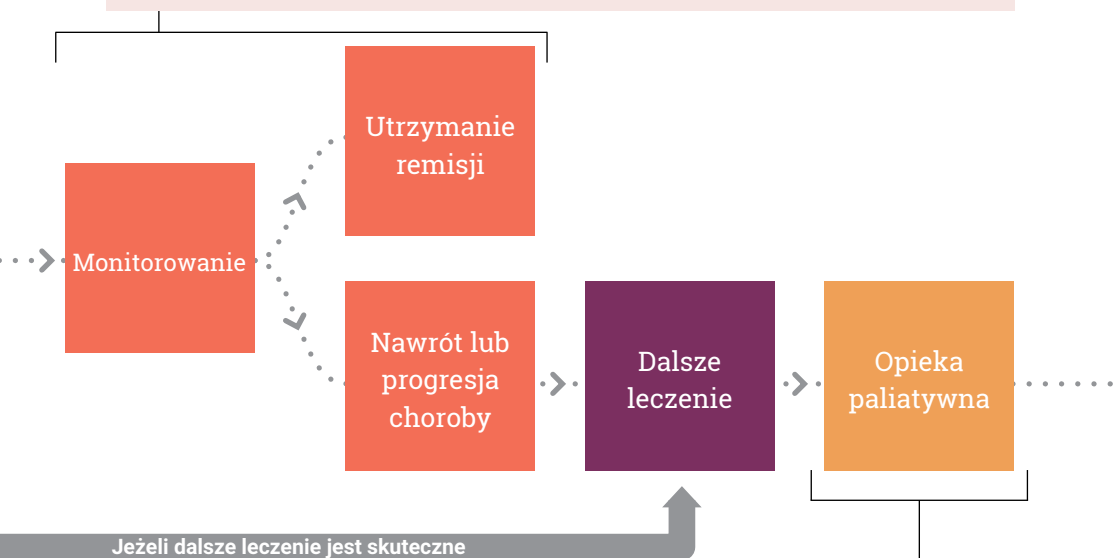 Utrzymanie
remisji
Monitorowanie
Nawrót lub
progresja
choroby
Dalsze
leczenie
Opieka
paliatywna
Jeżeli dalsze leczenie jest skuteczne